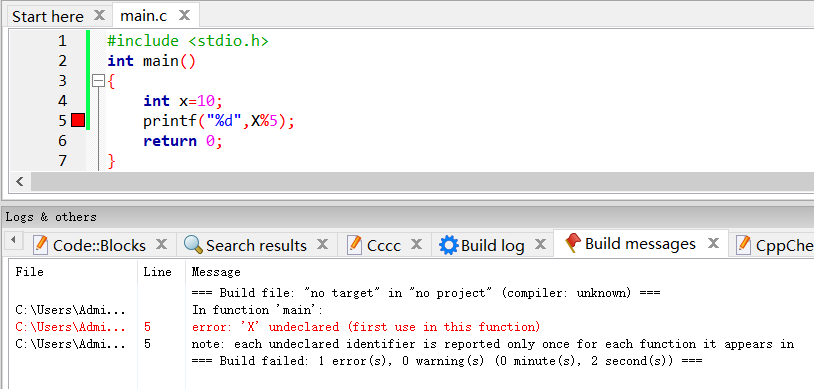 Start here X main.c X
1 #include <stdio.h>
2 int main()
3 {
4 int x=10;
5 printf("%d",X%5);
6 return 0;
7 }
Logs & others
Code::Blocks X Search results X Cccc X Build log X Build messages X CppChe
File Line Message
=== Build file: "no target" in "no project" (compiler: unknown) ===
C:\Users\Admi... In function 'main':
C:\Users\Admi... 5 error: 'X' undeclared (first use in this function)
C:\Users\Admi... 5 note: each undeclared identifier is reported only once for each function it appears in
=== Build failed: 1 error(s), 0 warning(s) (0 minute(s), 2 second(s)) ===